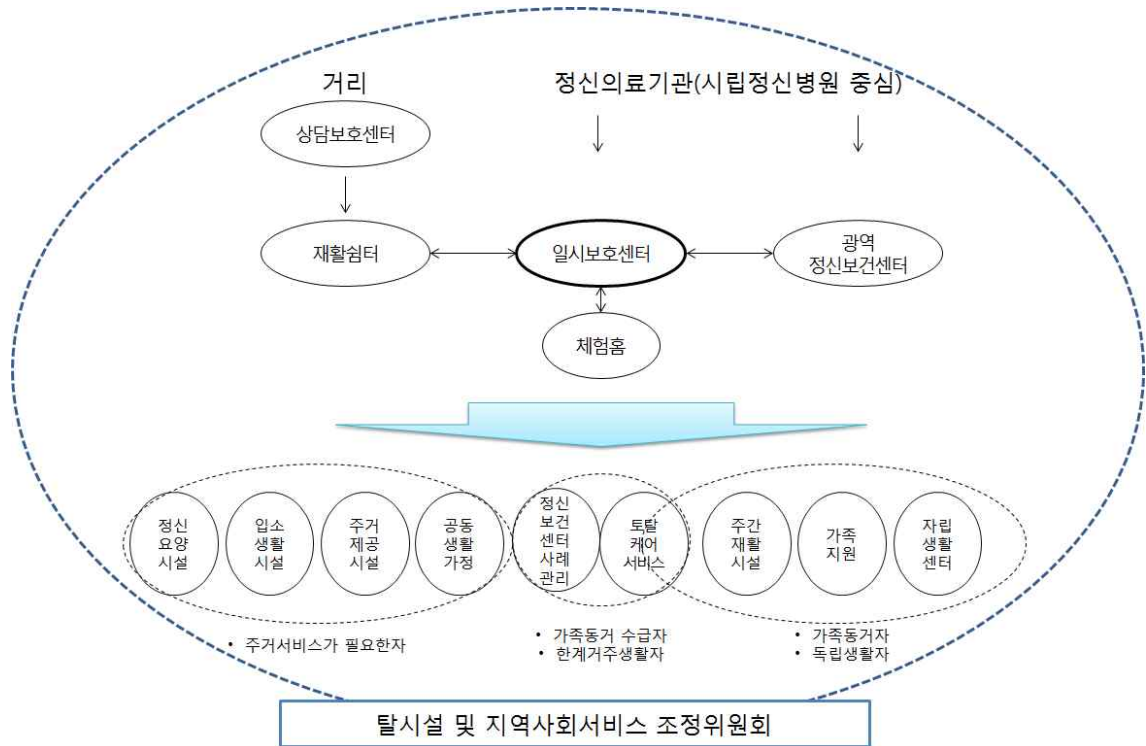 거리
정신의료기관(시립정신병원 중심)
상담보호센터
재활쉼터
일시보호센터
광역
정신보건센터
체험홈
정신
요양
시설
입소
생활
시설
주거
제공
시설
공동
생활
가정
정신
보건
센터
사례
관리
토탈
케어
서비스
주간
재활
시설
가족
지원
자립
생활
센터
• 주거서비스가 필요한자
• 가족동거 수급자
• 한계거주생활자
• 가족동거자
• 독립생활자
탈시설 및 지역사회서비스 조정위원회